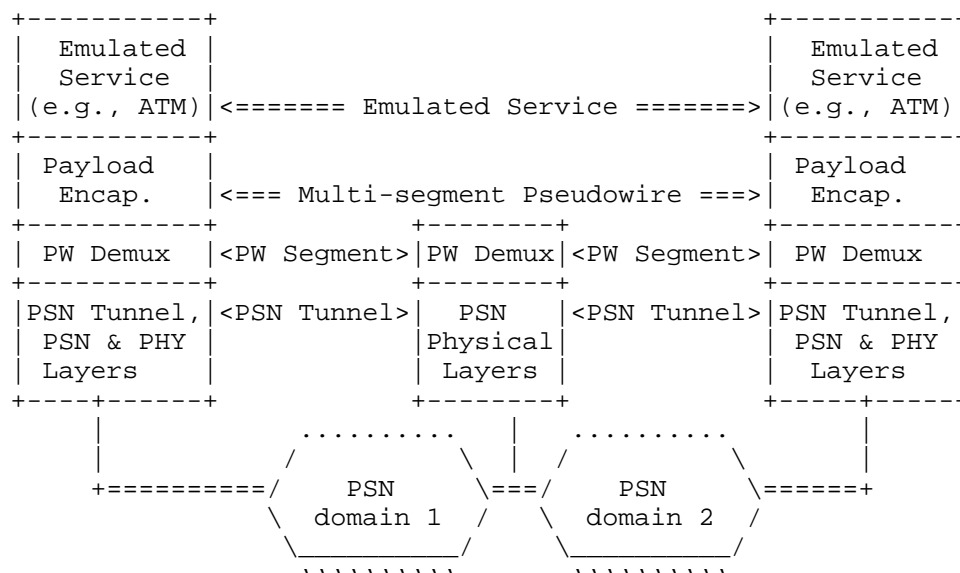 +-----------+                                  +------------
|  Emulated |                                  |  Emulated
|  Service  |                                  |  Service
|(e.g., ATM)|<======= Emulated Service =======>|(e.g., ATM)
+-----------+                                  +------------
| Payload   |                                  | Payload
|  Encap.   |<=== Multi-segment Pseudowire ===>|  Encap.
+-----------+            +--------+            +------------
| PW Demux  |<PW Segment>|PW Demux|<PW Segment>| PW Demux
+-----------+            +--------+            +------------
|PSN Tunnel,|<PSN Tunnel>|  PSN   |<PSN Tunnel>|PSN Tunnel,
| PSN & PHY |            |Physical|            | PSN & PHY
| Layers    |            | Layers |            |  Layers
+----+------+            +--------+            +-----+------
     |            ..........   |   ..........        |
     |           /          \  |  /          \       |
     +==========/    PSN     \===/    PSN     \======+
                \  domain 1  /   \  domain 2  /
                 \__________/     \__________/
                  \\\\\\\\\\       \\\\\\\\\\